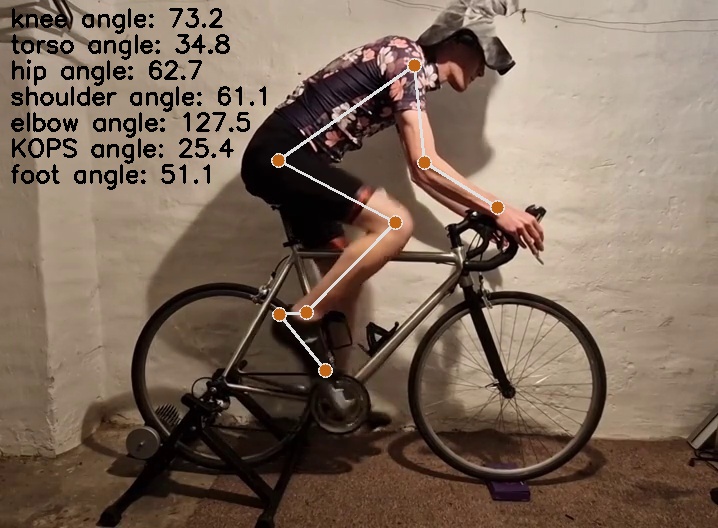 knee angle: 73.2
torso angle: 34.8
hip angle: 62.7
shoulder angle: 61.1
elbow angle: 127.5
KOPS angle: 25.4
foot angle: 51.1